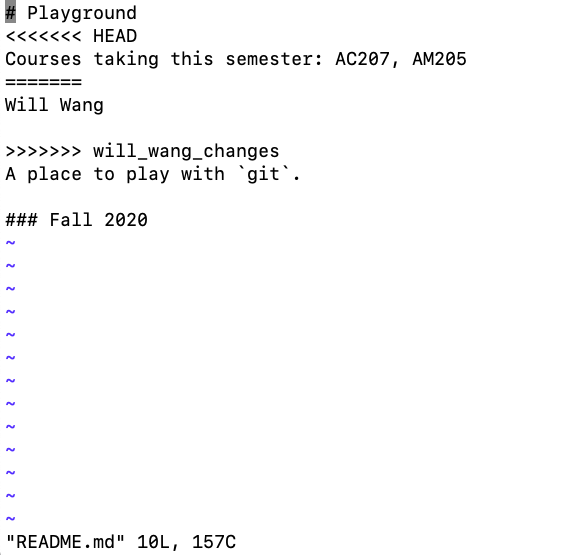 # Playground
<<<<<<< HEAD
Courses taking this semester: AC207, AM205
=======
Will Wang

>>>>>>> will_wang_changes
A place to play with `git`.

### Fall 2020
~
~
~
~
~
~
~
~
~
~
~
~
~
"README.md" 10L, 157C